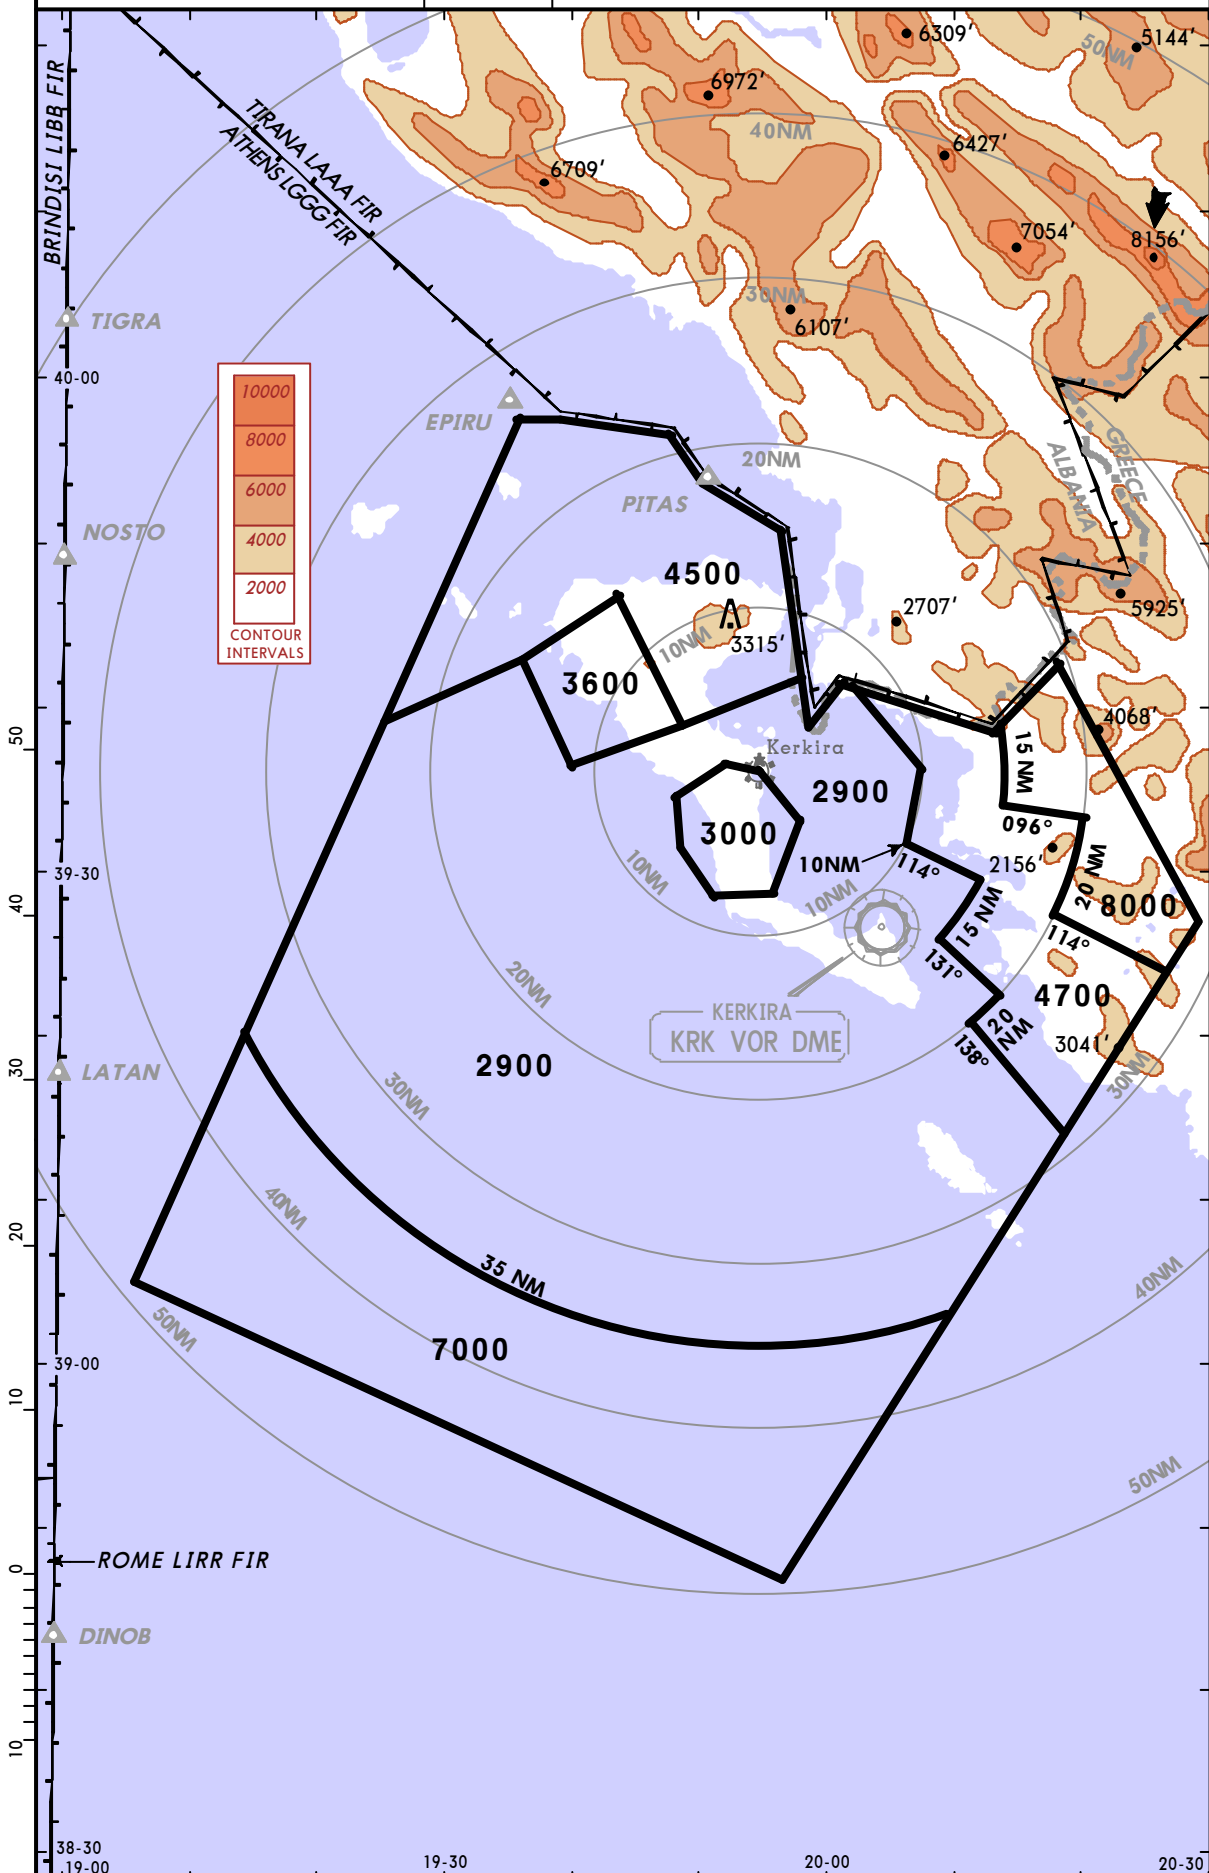 6309'
5144'
50NM
6972'
40NM
BRINDISI LIBB FIR
TIRANA LAAA FIR
ATHENS LGGG FIR
6709'
6427'
7054'
8156'
30NM
6107'
TIGRA
40-00
10000
8000
6000
4000
2000
CONTOUR
INTERVALS
EPIRU
20NM
PITAS
GREECE
ALBANIA
NOSTO
4500
2707'
5925'
3315'
10NM
3600
4068'
50
Kerkira
15 NM
2900
096°
3000
2156'
10NM
114°
20 NM
8000
39-30
10NM
10NM
15 NM
40
114°
131°
20NM
4700
KERKIRA
KRK VOR DME
20
NM
3041'
138°
2900
30
LATAN
30NM
30NM
40NM
20
35 NM
40NM
50NM
7000
39-00
10
50NM
0
ROME LIRR FIR
DINOB
10
38-30
19-00
19-30
20-00
20-30